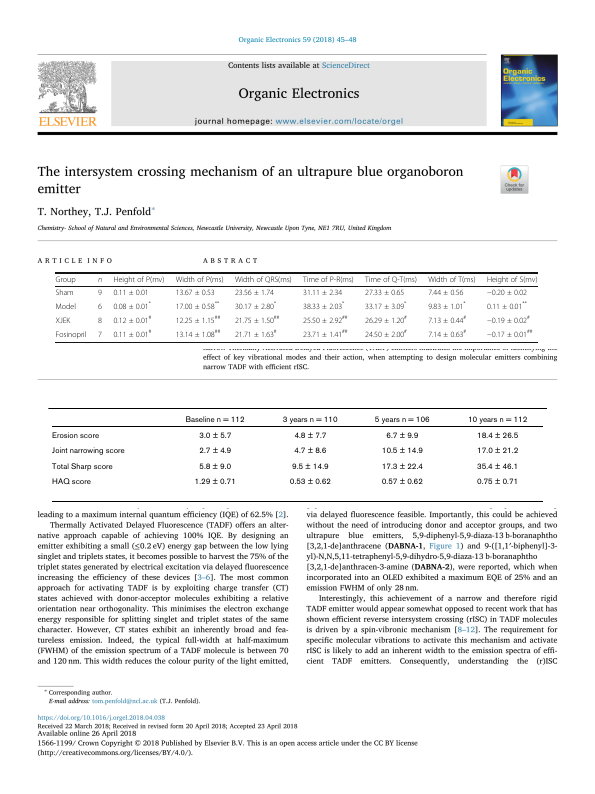 Organic Electronics 59 (2018) 45–48
Contents lists available at ScienceDirect
Organic Electronics
journal homepage: www.elsevier.com/locate/orgel
ELSEVIER
Organic
Electronics
Check for
updates
The intersystem crossing mechanism of an ultrapure blue organoboron
emitter
T. Northey, T.J. Penfold*
Chemistry- School of Natural and Environmental Sciences, Newcastle University, Newcastle Upon Tyne, NE1 7RU, United Kingdom
ARTICLE INFO
ABSTRACT
Group n Height of P(mv) Width of P(ms) Width of QRS(ms) Time of P-R(ms) Time of Q-T(ms) Width of T(ms) Height of S(mv)
Sham 9 0.11 ± 0.01 13.67 ± 0.53 23.56 ± 1.74 31.11 ± 2.34 27.33 ± 0.65 7.44 ± 0.56 −0.20 ± 0.02
Model 6 0.08 ± 0.01* 17.00 ± 0.58** 30.17 ± 2.80* 38.33 ± 2.03* 33.17 ± 3.09* 9.83 ± 1.01* 0.11 ± 0.01**
XJEK 8 0.12 ± 0.01# 12.25 ± 1.15## 21.75 ± 1.50## 25.50 ± 2.92## 26.29 ± 1.20# 7.13 ± 0.44# −0.19 ± 0.02#
Fosinopril 7 0.11 ± 0.01# 13.14 ± 1.08## 21.71 ± 1.63# 23.71 ± 1.41## 24.50 ± 2.00# 7.14 ± 0.63# −0.17 ± 0.01##
effect of key vibrational modes and their action, when attempting to design molecular emitters combining
narrow TADF with efficient rISC.
Baseline n = 112 3 years n = 110 5 years n = 106 10 years n = 112
Erosion score 3.0 ± 5.7 4.8 ± 7.7 6.7 ± 9.9 18.4 ± 26.5
Joint narrowing score 2.7 ± 4.9 4.7 ± 8.6 10.5 ± 14.9 17.0 ± 21.2
Total Sharp score 5.8 ± 9.0 9.5 ± 14.9 17.3 ± 22.4 35.4 ± 46.1
HAQ score 1.29 ± 0.71 0.53 ± 0.62 0.57 ± 0.62 0.75 ± 0.71
leading to a maximum internal quantum efficiency (IQE) of 62.5% [2].
Thermally Activated Delayed Fluorescence (TADF) offers an alter-
native approach capable of achieving 100% IQE. By designing an
emitter exhibiting a small (≤0.2 eV) energy gap between the low lying
singlet and triplets states, it becomes possible to harvest the 75% of the
triplet states generated by electrical excitation via delayed fluorescence
increasing the efficiency of these devices [3–6]. The most common
approach for activating TADF is by exploiting charge transfer (CT)
states achieved with donor-acceptor molecules exhibiting a relative
orientation near orthogonality. This minimises the electron exchange
energy responsible for splitting singlet and triplet states of the same
character. However, CT states exhibit an inherently broad and fea-
tureless emission. Indeed, the typical full-width at half-maximum
(FWHM) of the emission spectrum of a TADF molecule is between 70
and 120 nm. This width reduces the colour purity of the light emitted,
via delayed fluorescence feasible. Importantly, this could be achieved
without the need of introducing donor and acceptor groups, and two
ultrapure blue emitters, 5,9-diphenyl-5,9-diaza-13 b-boranaphtho
[3,2,1-de]anthracene (DABNA-1, Figure 1) and 9-([1,1′-biphenyl]-3-
yl)-N,N,5,11-tetraphenyl-5,9-dihydro-5,9-diaza-13 b-boranaphtho
[3,2,1-de]anthracen-3-amine (DABNA-2), were reported, which when
incorporated into an OLED exhibited a maximum EQE of 25% and an
emission FWHM of only 28 nm.
Interestingly, this achievement of a narrow and therefore rigid
TADF emitter would appear somewhat opposed to recent work that has
shown efficient reverse intersystem crossing (rISC) in TADF molecules
is driven by a spin-vibronic mechanism [8–12]. The requirement for
specific molecular vibrations to activate this mechanism and activate
rISC is likely to add an inherent width to the emission spectra of effi-
cient TADF emitters. Consequently, understanding the (r)ISC
* Corresponding author.
E-mail address: tom.penfold@ncl.ac.uk (T.J. Penfold).
https://doi.org/10.1016/j.orgel.2018.04.038
Received 22 March 2018; Received in revised form 20 April 2018; Accepted 23 April 2018
Available online 26 April 2018
1566-1199/ Crown Copyright © 2018 Published by Elsevier B.V. This is an open access article under the CC BY license
(http://creativecommons.org/licenses/BY/4.0/).